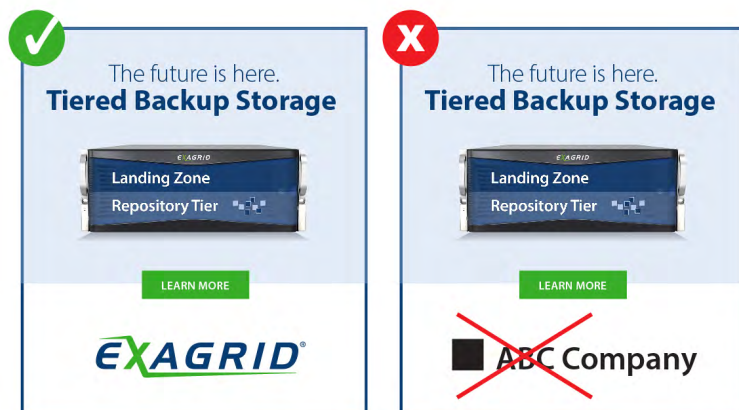 The future is here.
Tiered Backup Storage
EXAGRID
Landing Zone
Repository Tier
LEARN MORE
EXAGRID®
X
The future is here.
Tiered Backup Storage
EXAGRID
Landing Zone
Repository Tier
LEARN MORE
ABC Company